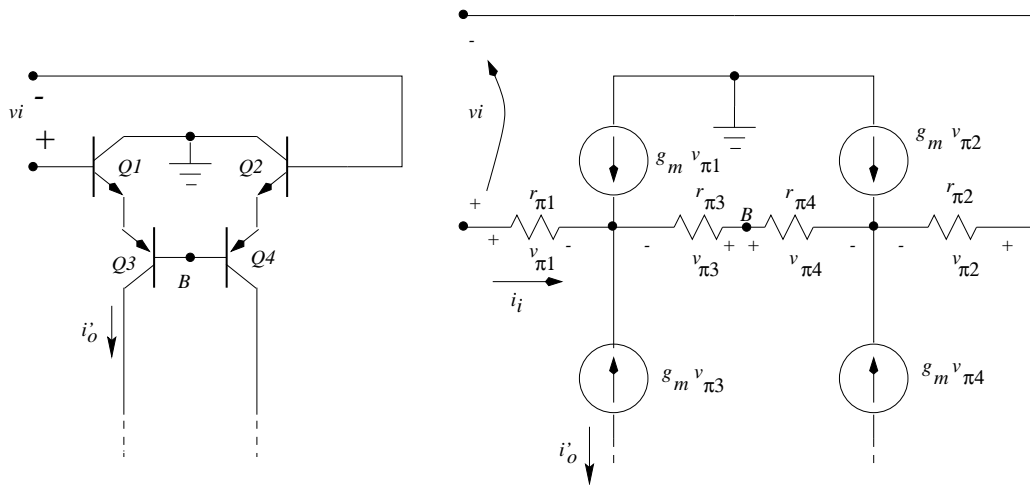 -
vi
+
Q1
Q2
Q3
Q4
B
i'o
-
vi
+
gm vπ1
gm vπ2
rπ1
rπ3
B
rπ4
rπ2
+ - - + + - - +
vπ1
vπ3
vπ4
vπ2
ii
gm vπ3
gm vπ4
i'o